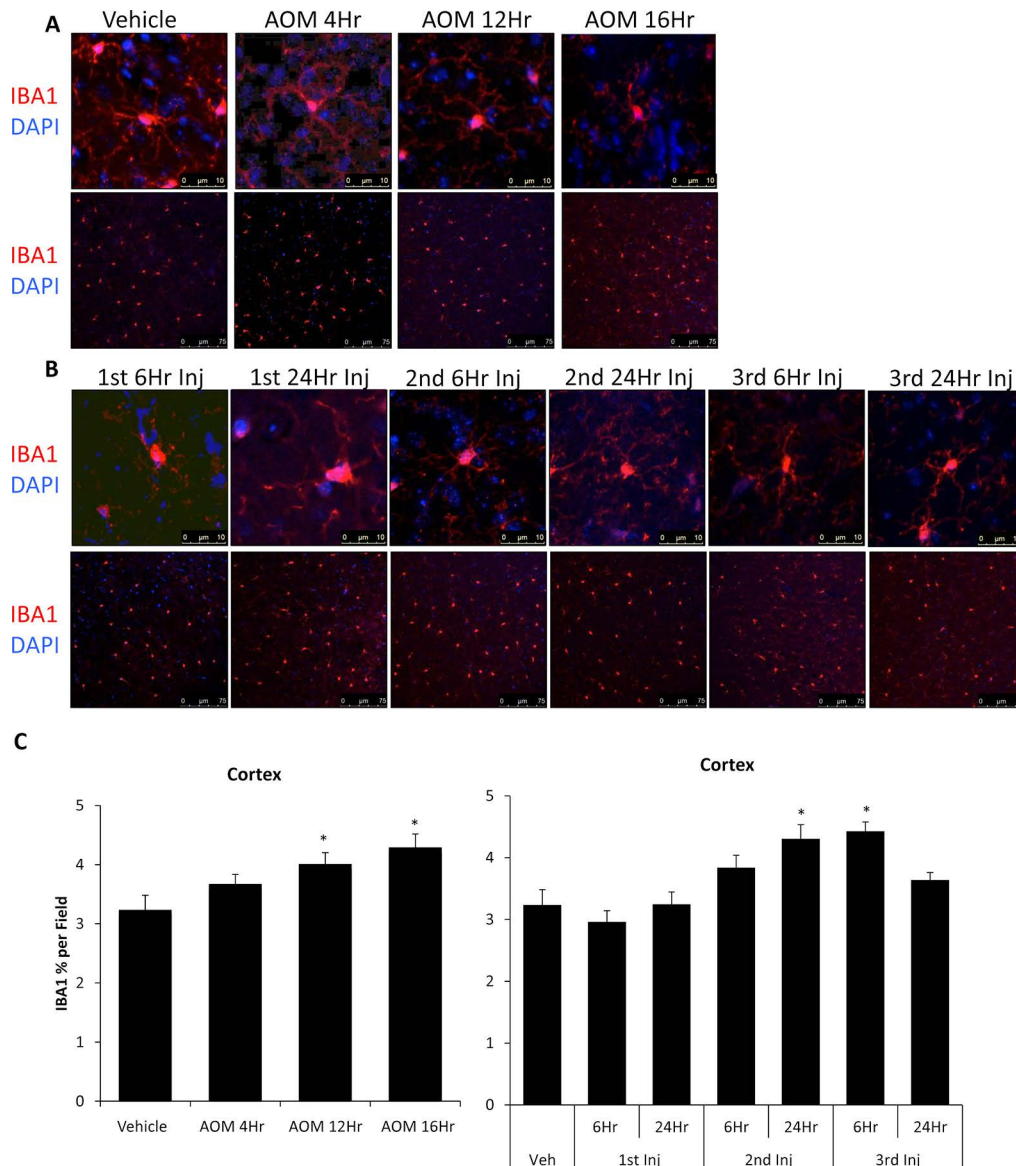 A
Vehicle AOM 4Hr AOM 12Hr AOM 16Hr
IBA1
DAPI
0 µm 10 0 µm 10 0 µm 10 0 µm 10
IBA1
DAPI
0 µm 75 0 µm 75 0 µm 75 0 µm 75
B
1st 6Hr Inj 1st 24Hr Inj 2nd 6Hr Inj 2nd 24Hr Inj 3rd 6Hr Inj 3rd 24Hr Inj
IBA1
DAPI
0 µm 10 0 µm 10 0 µm 10 0 µm 10 0 µm 10 0 µm 10
IBA1
DAPI
0 µm 75 0 µm 75 0 µm 75 0 µm 75 0 µm 75 0 µm 75
C
Cortex
IBA1 % per Field
5
4
3
2
1
0
* *
Vehicle AOM 4Hr AOM 12Hr AOM 16Hr
Cortex
5
4
3
2
1
0
* *
6Hr 24Hr 6Hr 24Hr 6Hr 24Hr
Veh 1st Inj 2nd Inj 3rd Inj